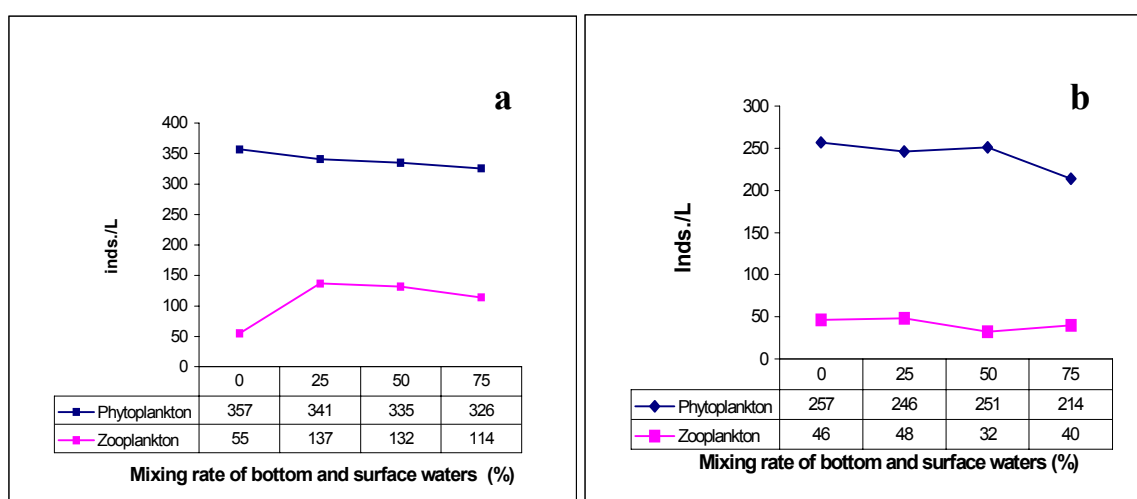 a
400
350
300
250
200
150
100
50
0
inds./L
0 25 50 75
Phytoplankton 357 341 335 326
Zooplankton 55 137 132 114
Mixing rate of bottom and surface waters (%)
b
300
250
200
150
100
50
0
Inds./L
0 25 50 75
Phytoplankton 257 246 251 214
Zooplankton 46 48 32 40
Mixing rate of bottom and surface waters (%)